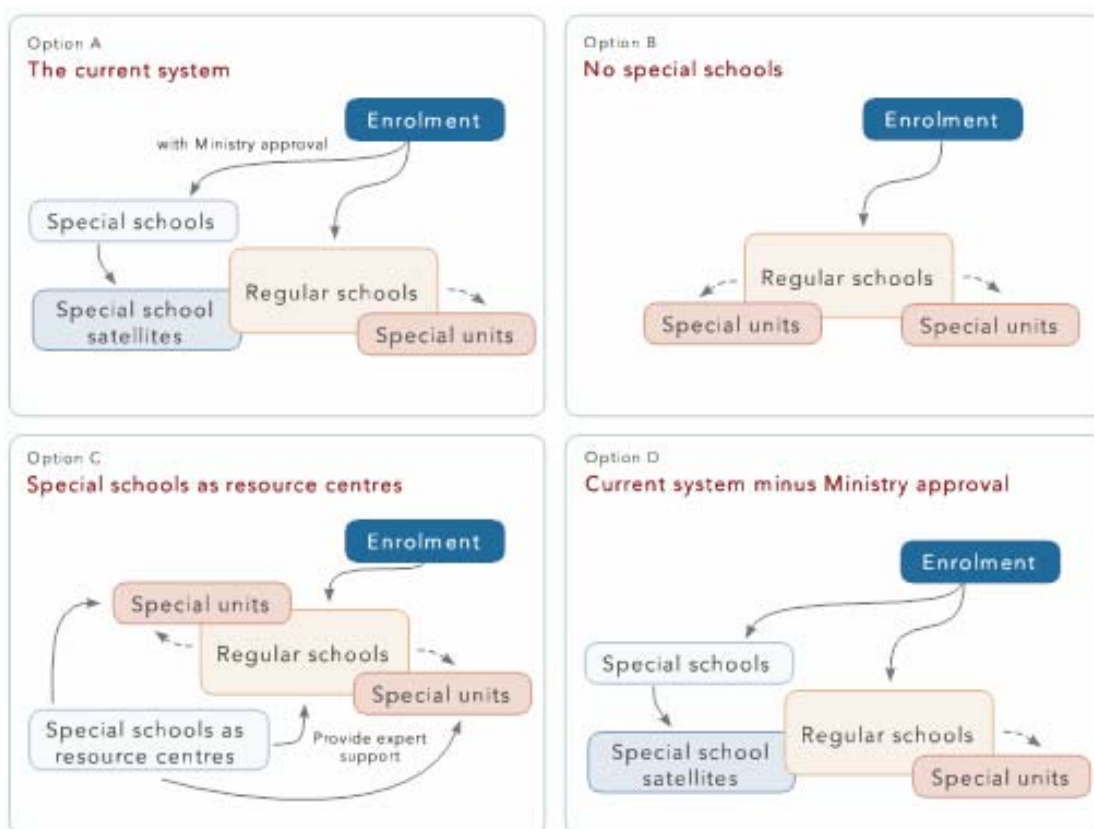 Option A
The current system
Enrolment
with Ministry approval
Special schools
Regular schools
Special school
satellites
Special units
Option B
No special schools
Enrolment
Regular schools
Special units
Special units
Option C
Special schools as resource centres
Enrolment
Special units
Regular schools
Special units
Special schools as
resource centres
Provide expert
support
Option D
Current system minus Ministry approval
Enrolment
Special schools
Regular schools
Special school
satellites
Special units